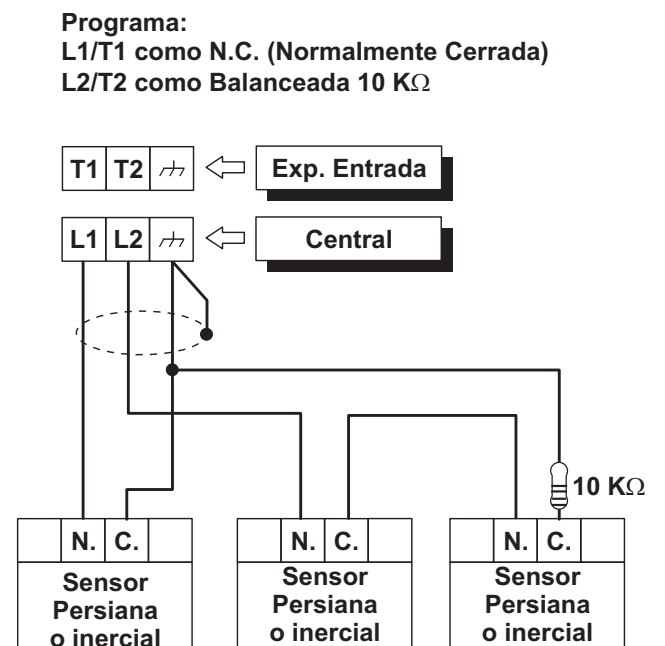 Programa:
L1/T1 como N.C. (Normalmente Cerrada)
L2/T2 como Balanceada 10 KΩ
T1 T2 Exp. Entrada
L1 L2 Central
10 KΩ
N. C. N. C. N. C.
Sensor Sensor Sensor
Persiana Persiana Persiana
o inercial o inercial o inercial